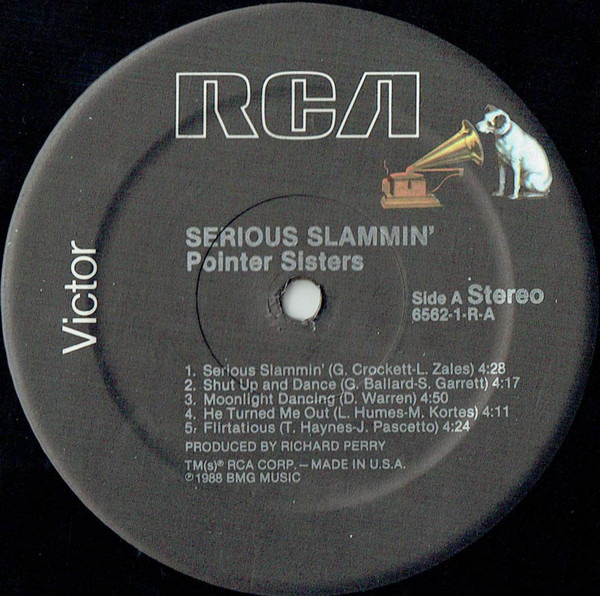 RCA
Victor
SERIOUS SLAMMIN'
Pointer Sisters
Side A Stereo
6562-1-R-A
1. Serious Slammin' (G. Crockett-L. Zales) 4:28
2. Shut Up and Dance (G. Ballard-S. Garrett) 4:17
3. Moonlight Dancing (D. Warren) 4:50
4. He Turned Me Out (L. Humes-M. Kortes) 4:11
5. Flirtatious (T. Haynes-J. Pascetto) 4:24
PRODUCED BY RICHARD PERRY
TM(s)® RCA CORP. – MADE IN U.S.A.
℗1988 BMG MUSIC